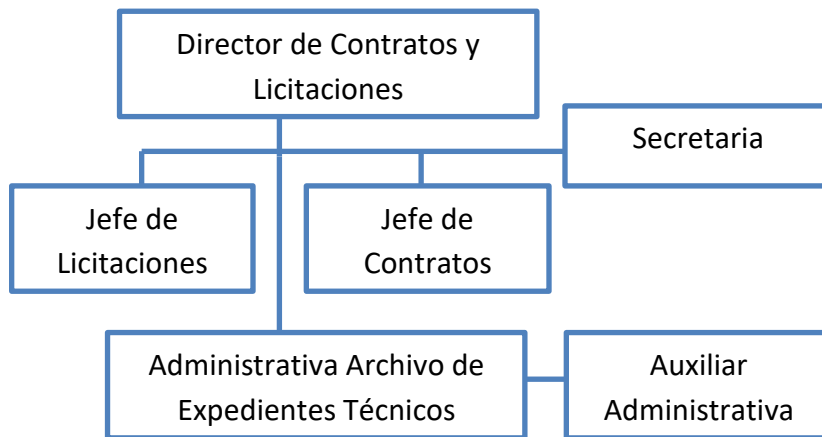 Director de Contratos y
Licitaciones
Secretaria
Jefe de
Licitaciones
Jefe de
Contratos
Administrativa Archivo de
Expedientes Técnicos
Auxiliar
Administrativa